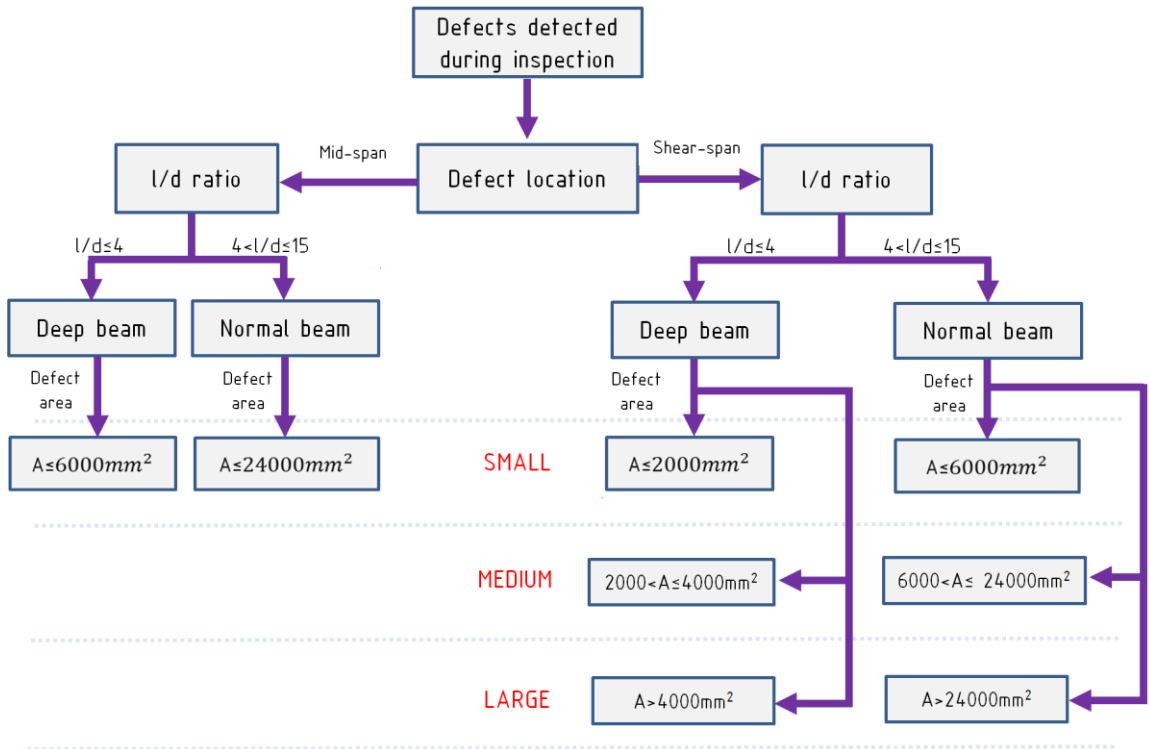 Defects detected
during inspection
Mid-span
Shear-span
l/d ratio
Defect location
l/d ratio
l/d≤4
4<l/d≤15
l/d≤4
4<l/d≤15
Deep beam
Normal beam
Deep beam
Normal beam
Defect
area
Defect
area
Defect
area
Defect
area
A≤6000mm²
A≤24000mm²
SMALL
A≤2000mm²
A≤6000mm²
MEDIUM
2000<A≤4000mm²
6000<A≤ 24000mm²
LARGE
A>4000mm²
A>24000mm²